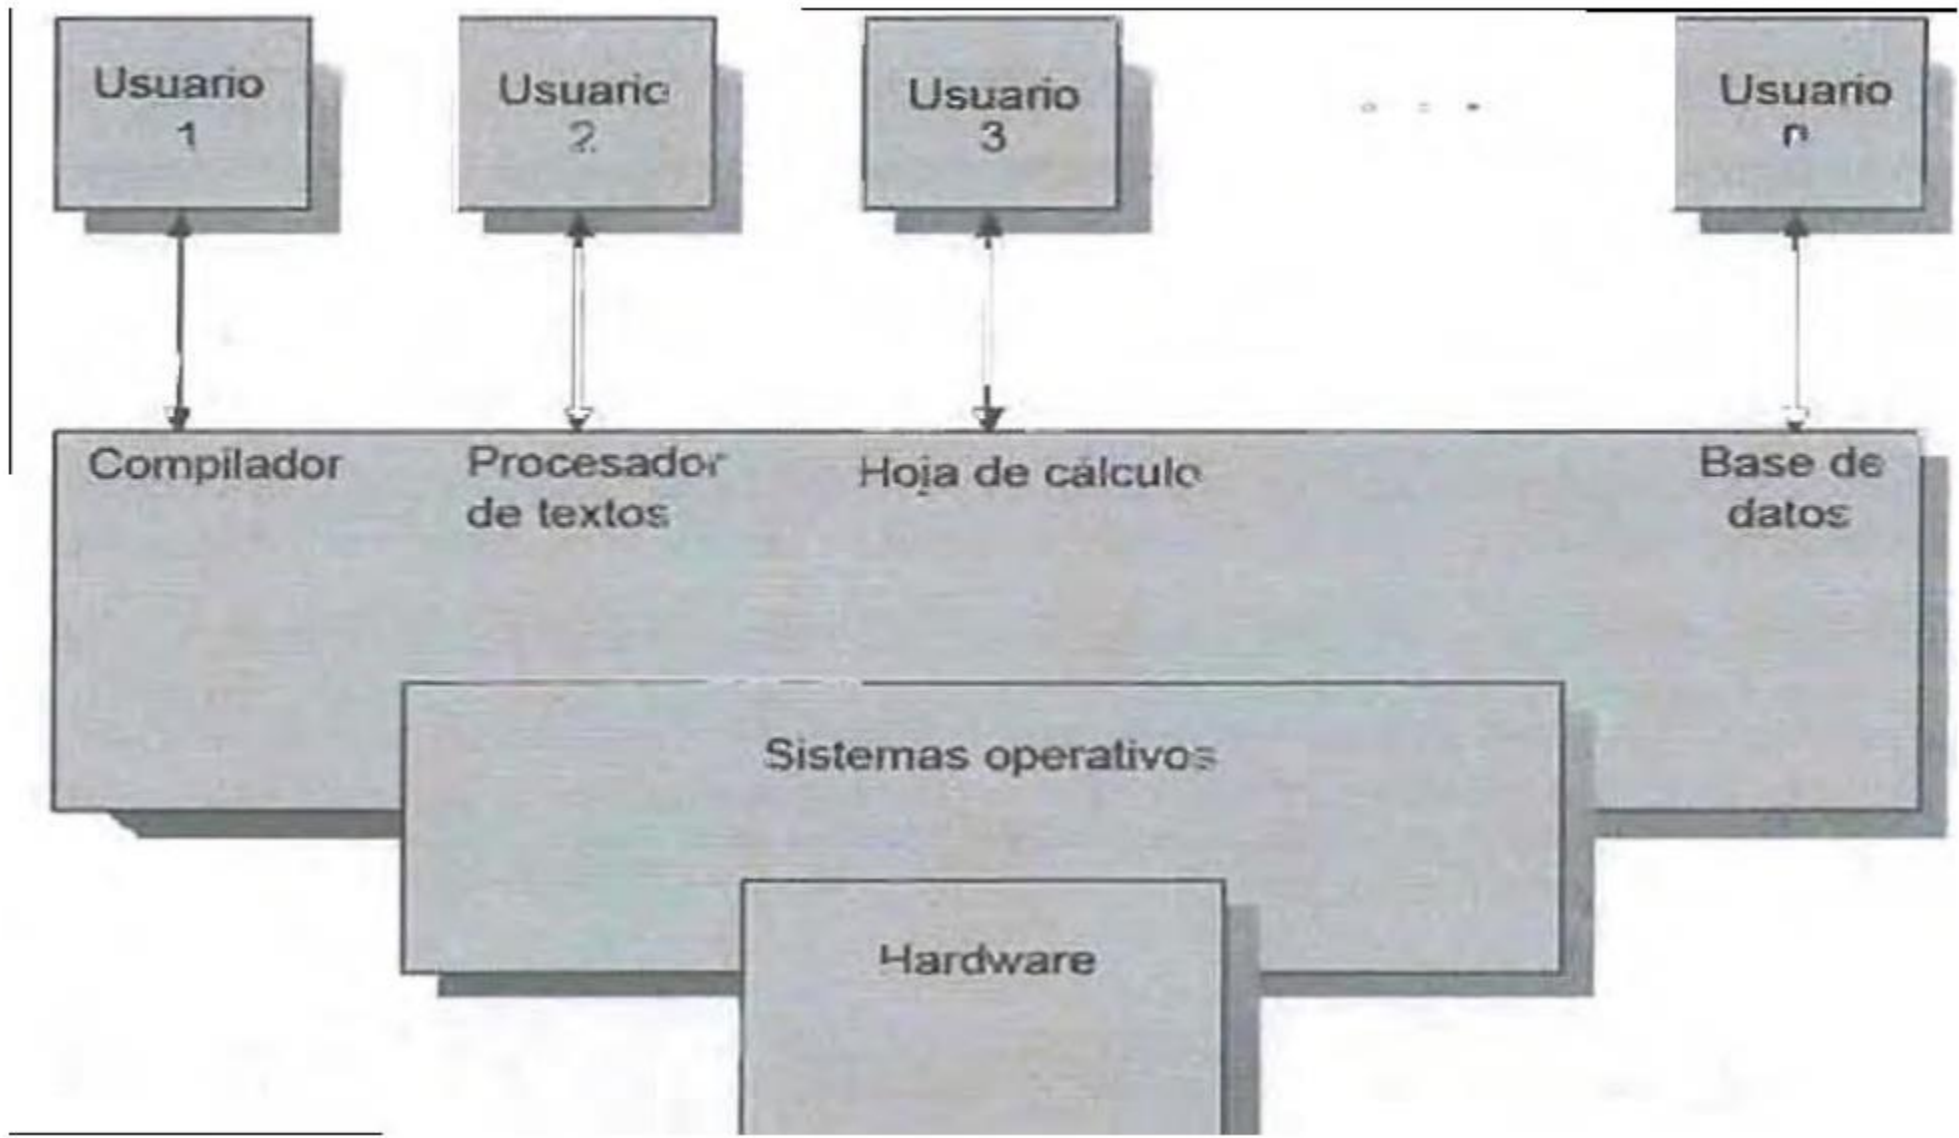 Usuario
1
Usuario
2
Usuario
3
Usuario
n
Compilador
Procesador
de textos
Hoja de cálculo
Base de
datos
Sistemas operativos
Hardware